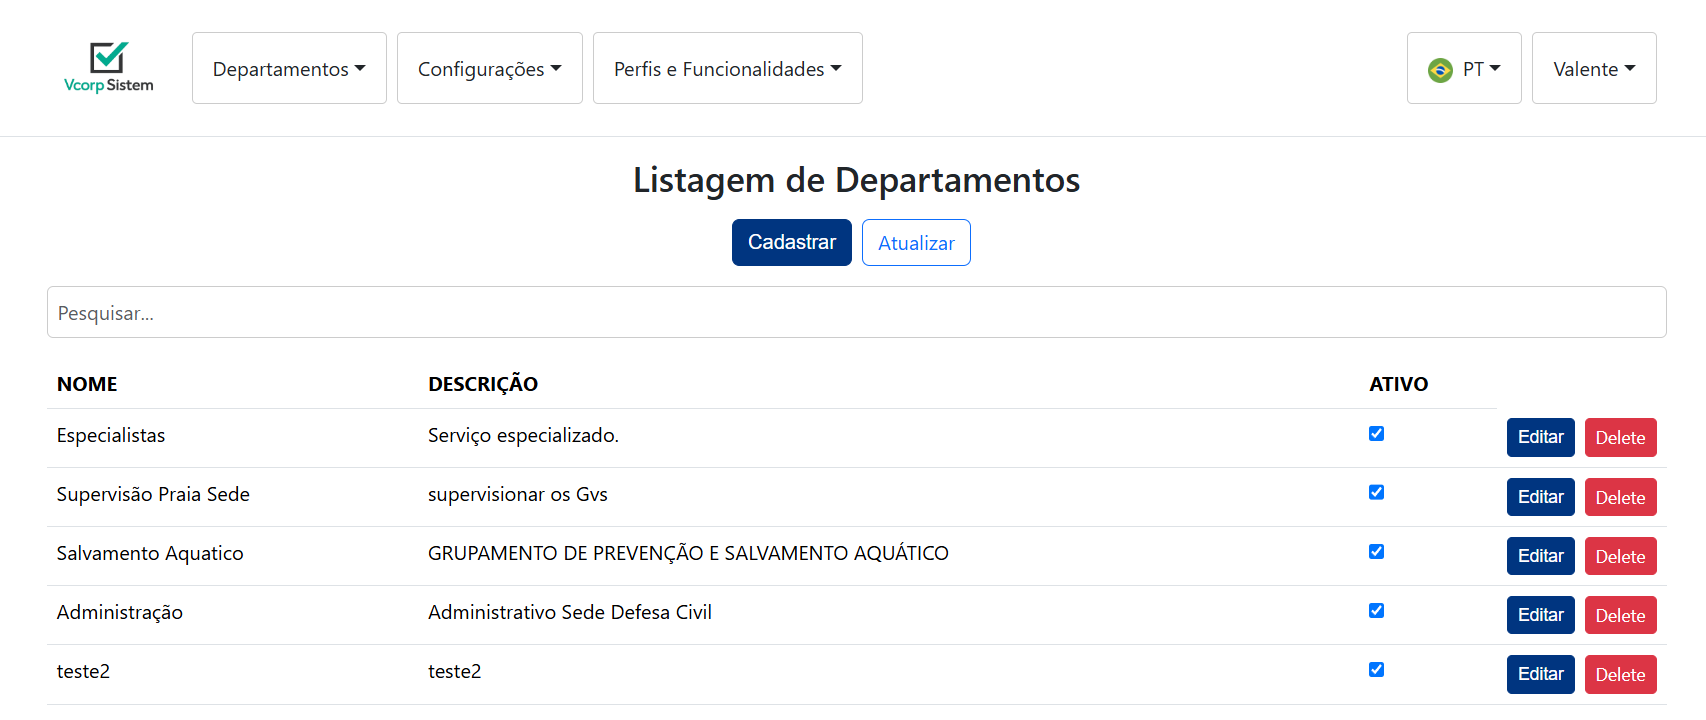 Vcorp Sistem
Departamentos
Configurações
Perfis e Funcionalidades
PT
Valente
Listagem de Departamentos
Cadastrar Atualizar
Pesquisar...
NOME DESCRIÇÃO ATIVO
Especialistas Serviço especializado. Editar Delete
Supervisão Praia Sede supervisionar os Gvs Editar Delete
Salvamento Aquatico GRUPAMENTO DE PREVENÇÃO E SALVAMENTO AQUÁTICO Editar Delete
Administração Administrativo Sede Defesa Civil Editar Delete
teste2 teste2 Editar Delete